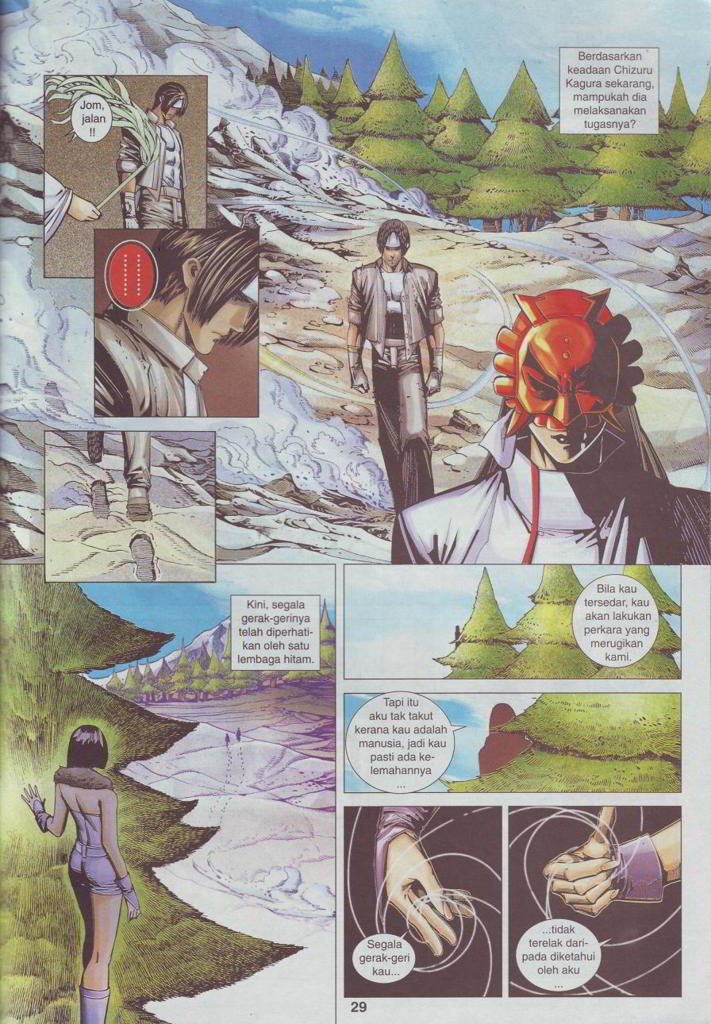 Berdasarkan
keadaan Chizuru
Kagura sekarang,
mampukah dia
melaksanakan
tugasnya?
Jom,
jalan
!!
Kini, segala
gerak-gerinya
telah diperhati-
kan oleh satu
lembaga hitam.
Bila kau
tersedar, kau
akan lakukan
perkara yang
merugikan
kami.
Tapi itu
aku tak takut
kerana kau adalah
manusia, jadi kau
pasti ada ke-
lemahannya
...
Segala
gerak-geri
kau...
...tidak
terelak dari-
pada diketahui
oleh aku
...
29